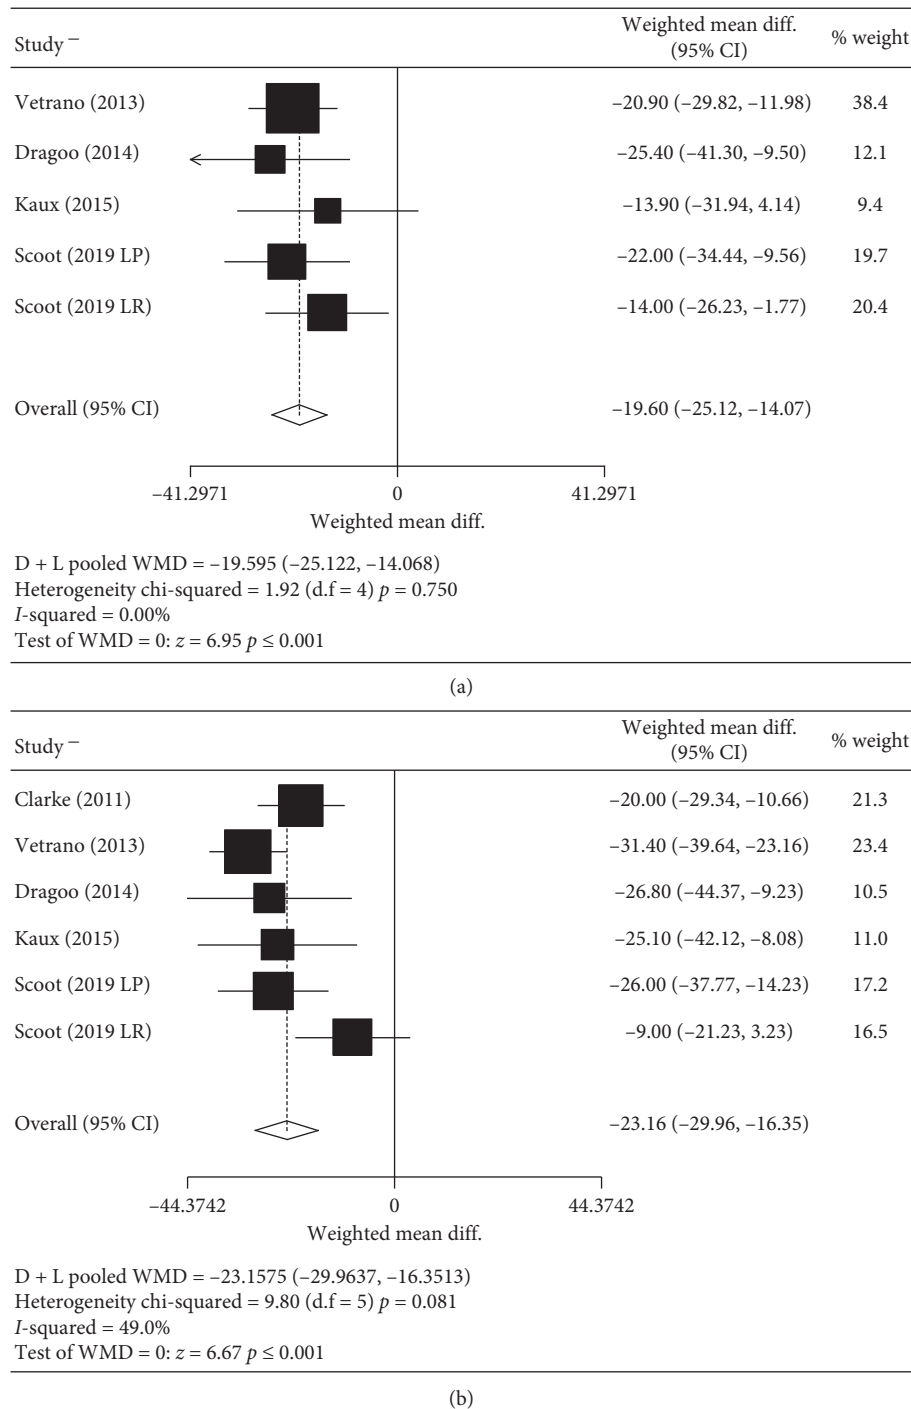 Study – Weighted mean diff. (95% CI) % weight
Vetrano (2013) –20.90 (–29.82, –11.98) 38.4
Dragoo (2014) –25.40 (–41.30, –9.50) 12.1
Kaux (2015) –13.90 (–31.94, 4.14) 9.4
Scoot (2019 LP) –22.00 (–34.44, –9.56) 19.7
Scoot (2019 LR) –14.00 (–26.23, –1.77) 20.4
Overall (95% CI) –19.60 (–25.12, –14.07)
–41.2971 0 41.2971
Weighted mean diff.
D + L pooled WMD = –19.595 (–25.122, –14.068)
Heterogeneity chi-squared = 1.92 (d.f = 4) p = 0.750
I-squared = 0.00%
Test of WMD = 0: z = 6.95 p ≤ 0.001
(a)
Study – Weighted mean diff. (95% CI) % weight
Clarke (2011) –20.00 (–29.34, –10.66) 21.3
Vetrano (2013) –31.40 (–39.64, –23.16) 23.4
Dragoo (2014) –26.80 (–44.37, –9.23) 10.5
Kaux (2015) –25.10 (–42.12, –8.08) 11.0
Scoot (2019 LP) –26.00 (–37.77, –14.23) 17.2
Scoot (2019 LR) –9.00 (–21.23, 3.23) 16.5
Overall (95% CI) –23.16 (–29.96, –16.35)
–44.3742 0 44.3742
Weighted mean diff.
D + L pooled WMD = –23.1575 (–29.9637, –16.3513)
Heterogeneity chi-squared = 9.80 (d.f = 5) p = 0.081
I-squared = 49.0%
Test of WMD = 0: z = 6.67 p ≤ 0.001
(b)